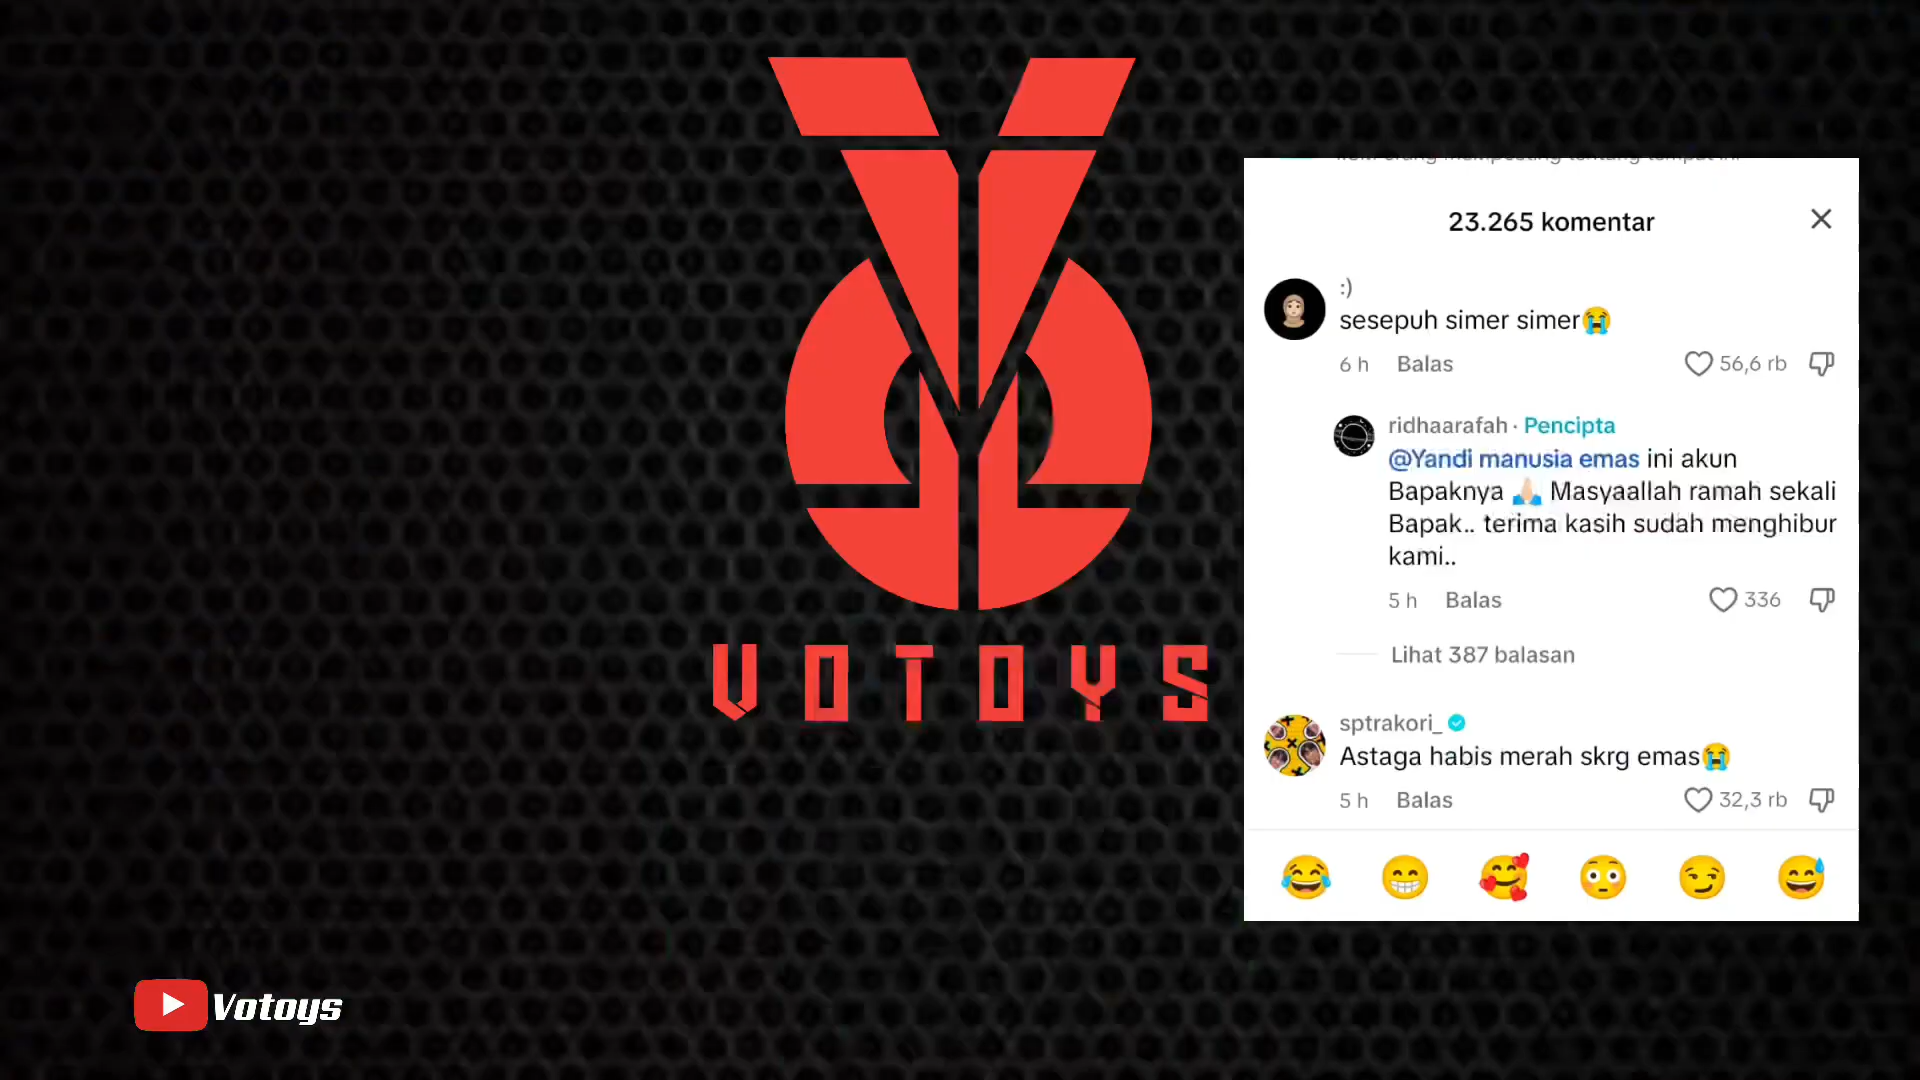 VOTOYS
23.265 komentar
:)
sesepuh simer simer😭
6 h Balas 56,6 rb
ridhaarafah · Pencipta
@Yandi manusia emas ini akun
Bapaknya 🙏🏻 Masyaallah ramah sekali
Bapak.. terima kasih sudah menghibur
kami..
5 h Balas 336
Lihat 387 balasan
sptrakori_
Astaga habis merah skrg emas😭
5 h Balas 32,3 rb
Votoys